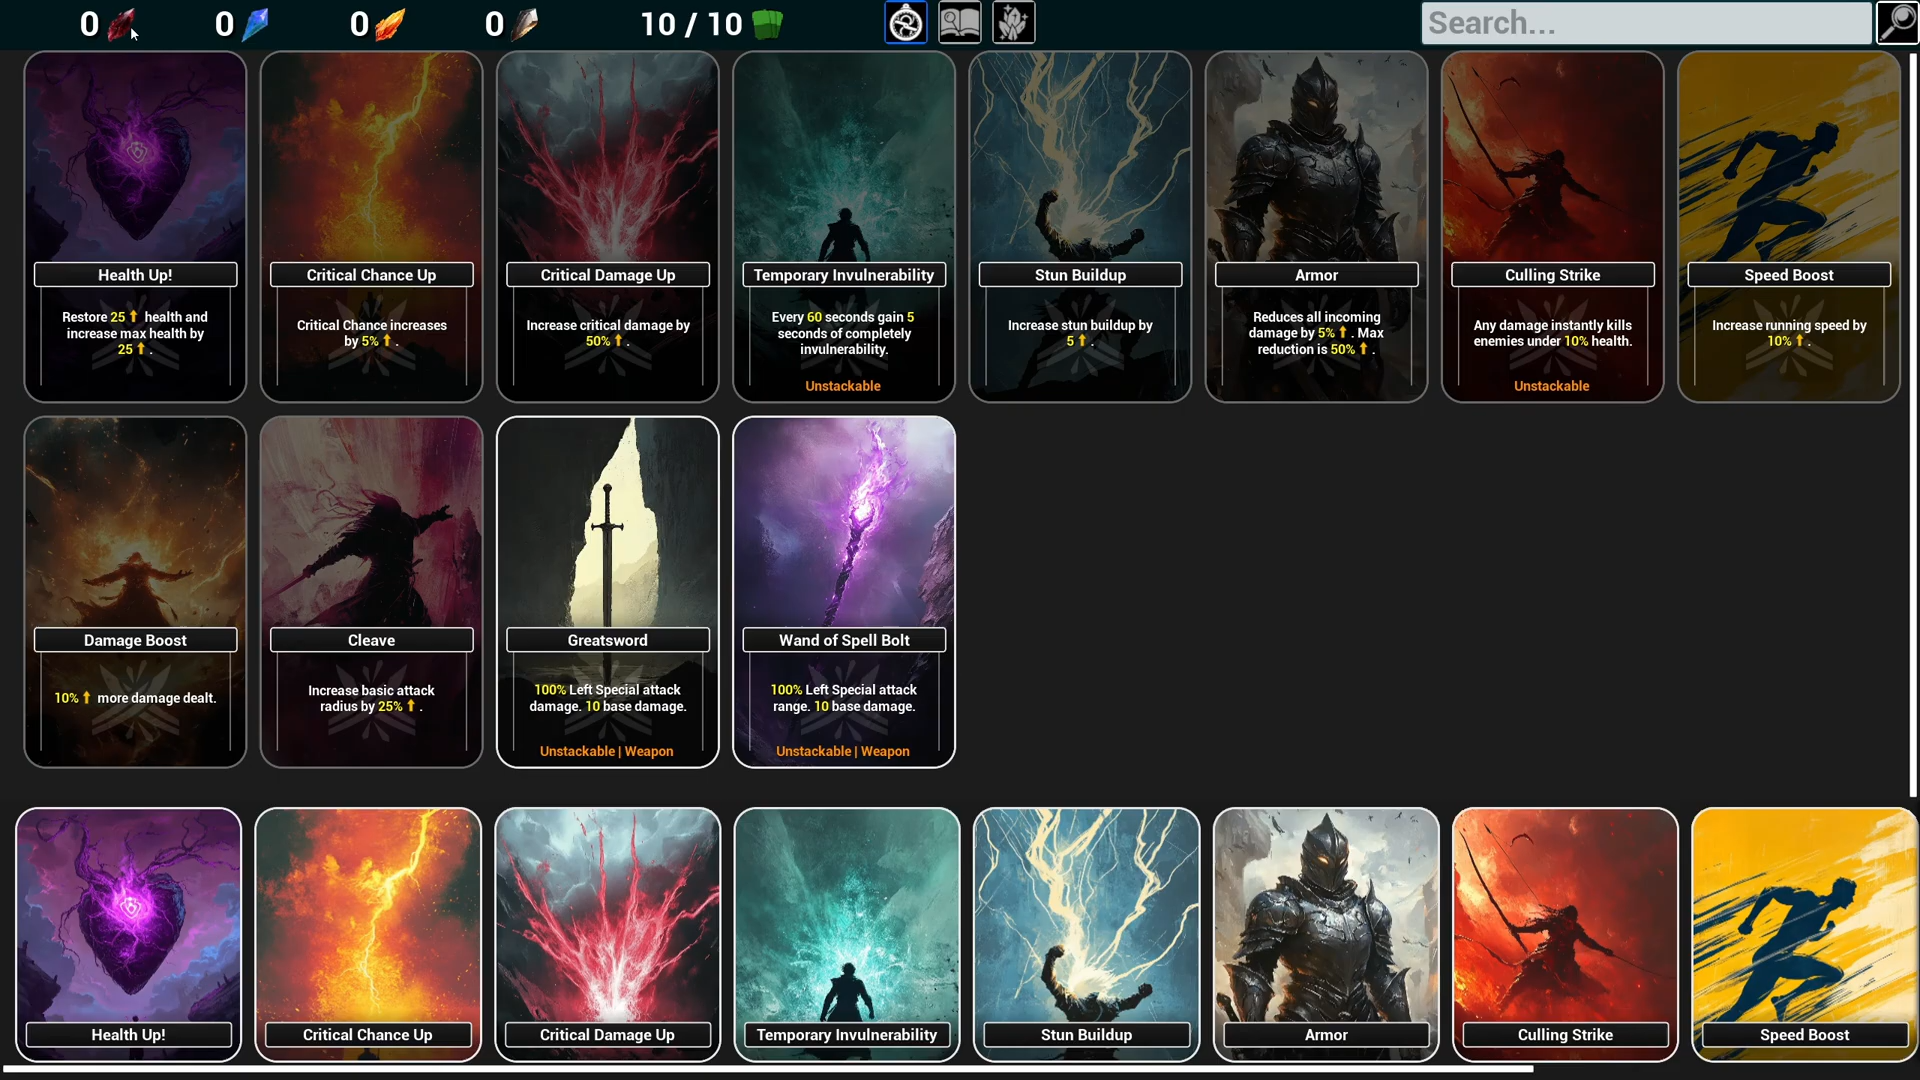 0 0 0 0 10 / 10 Search...
Health Up!
Restore 25 health and
increase max health by
25 .
Critical Chance Up
Critical Chance increases
by 5% .
Critical Damage Up
Increase critical damage by
50% .
Temporary Invulnerability
Every 60 seconds gain 5
seconds of completely
invulnerability.
Unstackable
Stun Buildup
Increase stun buildup by
5 .
Armor
Reduces all incoming
damage by 5% . Max
reduction is 50% .
Culling Strike
Any damage instantly kills
enemies under 10% health.
Unstackable
Speed Boost
Increase running speed by
10% .
Damage Boost
10% more damage dealt.
Cleave
Increase basic attack
radius by 25% .
Greatsword
100% Left Special attack
damage. 10 base damage.
Unstackable | Weapon
Wand of Spell Bolt
100% Left Special attack
range. 10 base damage.
Unstackable | Weapon
Health Up!
Critical Chance Up
Critical Damage Up
Temporary Invulnerability
Stun Buildup
Armor
Culling Strike
Speed Boost